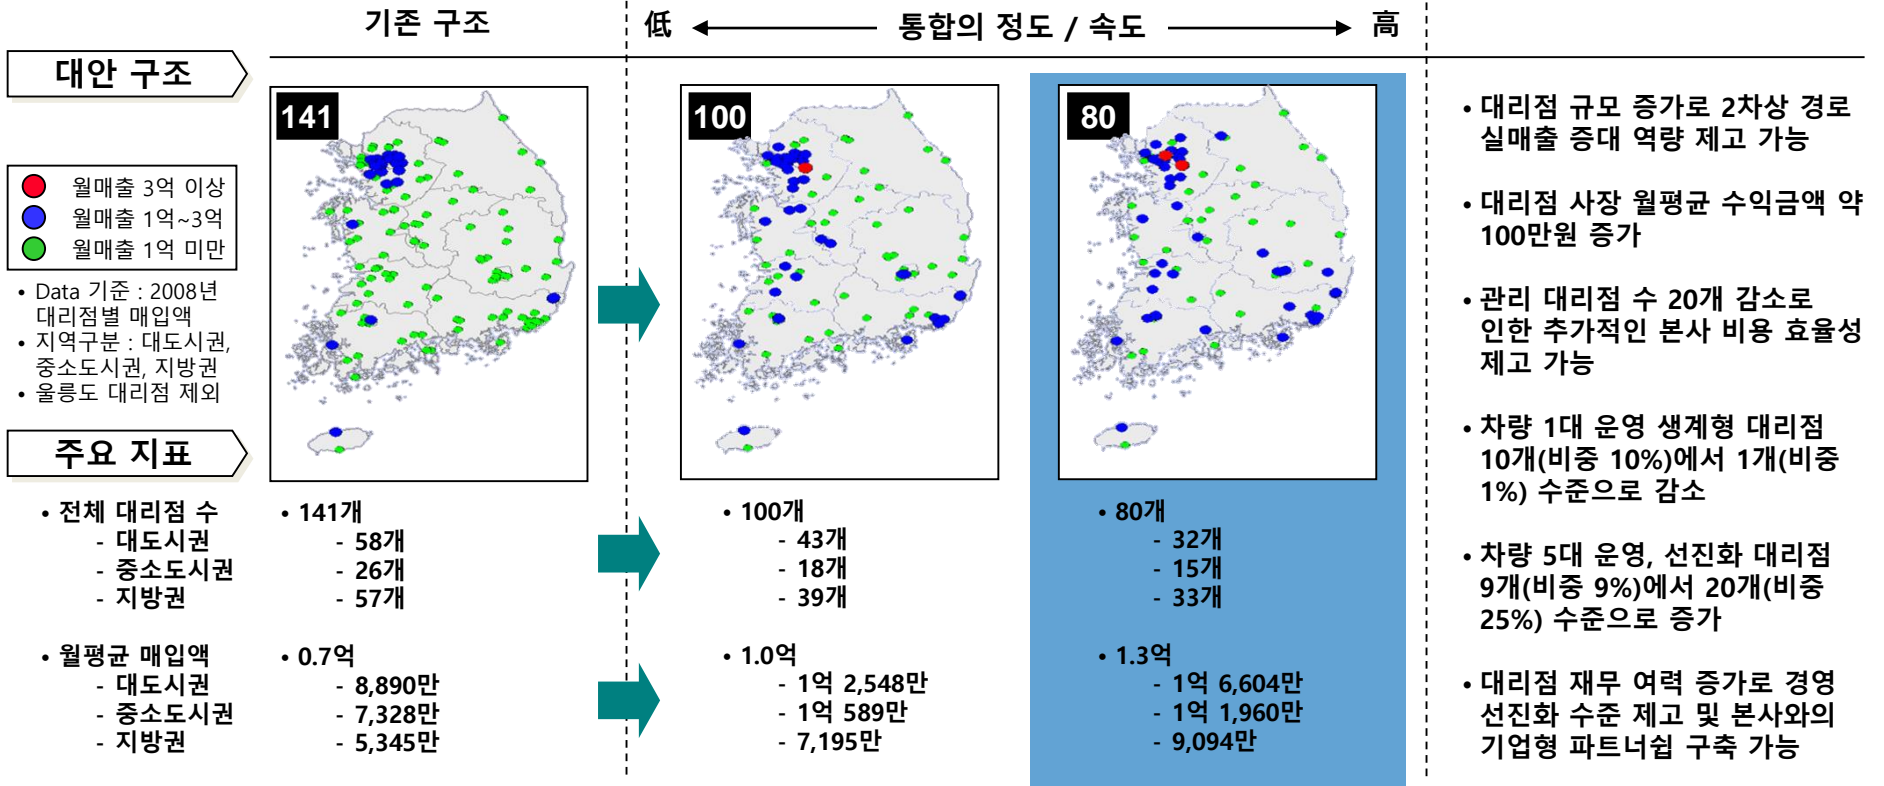 기존 구조
低
통합의 정도 / 속도
高
대안 구조
월매출 3억 이상
월매출 1억~3억
월매출 1억 미만
• Data 기준 : 2008년
대리점별 매입액
• 지역구분 : 대도시권,
중소도시권, 지방권
• 울릉도 대리점 제외
141
100
80
주요 지표
• 전체 대리점 수
- 대도시권
- 중소도시권
- 지방권
• 141개
- 58개
- 26개
- 57개
• 100개
- 43개
- 18개
- 39개
• 80개
- 32개
- 15개
- 33개
• 월평균 매입액
- 대도시권
- 중소도시권
- 지방권
• 0.7억
- 8,890만
- 7,328만
- 5,345만
• 1.0억
- 1억 2,548만
- 1억 589만
- 7,195만
• 1.3억
- 1억 6,604만
- 1억 1,960만
- 9,094만
• 대리점 규모 증가로 2차상 경로
실매출 증대 역량 제고 가능
• 대리점 사장 월평균 수익금액 약
100만원 증가
• 관리 대리점 수 20개 감소로
인한 추가적인 본사 비용 효율성
제고 가능
• 차량 1대 운영 생계형 대리점
10개(비중 10%)에서 1개(비중
1%) 수준으로 감소
• 차량 5대 운영, 선진화 대리점
9개(비중 9%)에서 20개(비중
25%) 수준으로 증가
• 대리점 재무 여력 증가로 경영
선진화 수준 제고 및 본사와의
기업형 파트너쉽 구축 가능